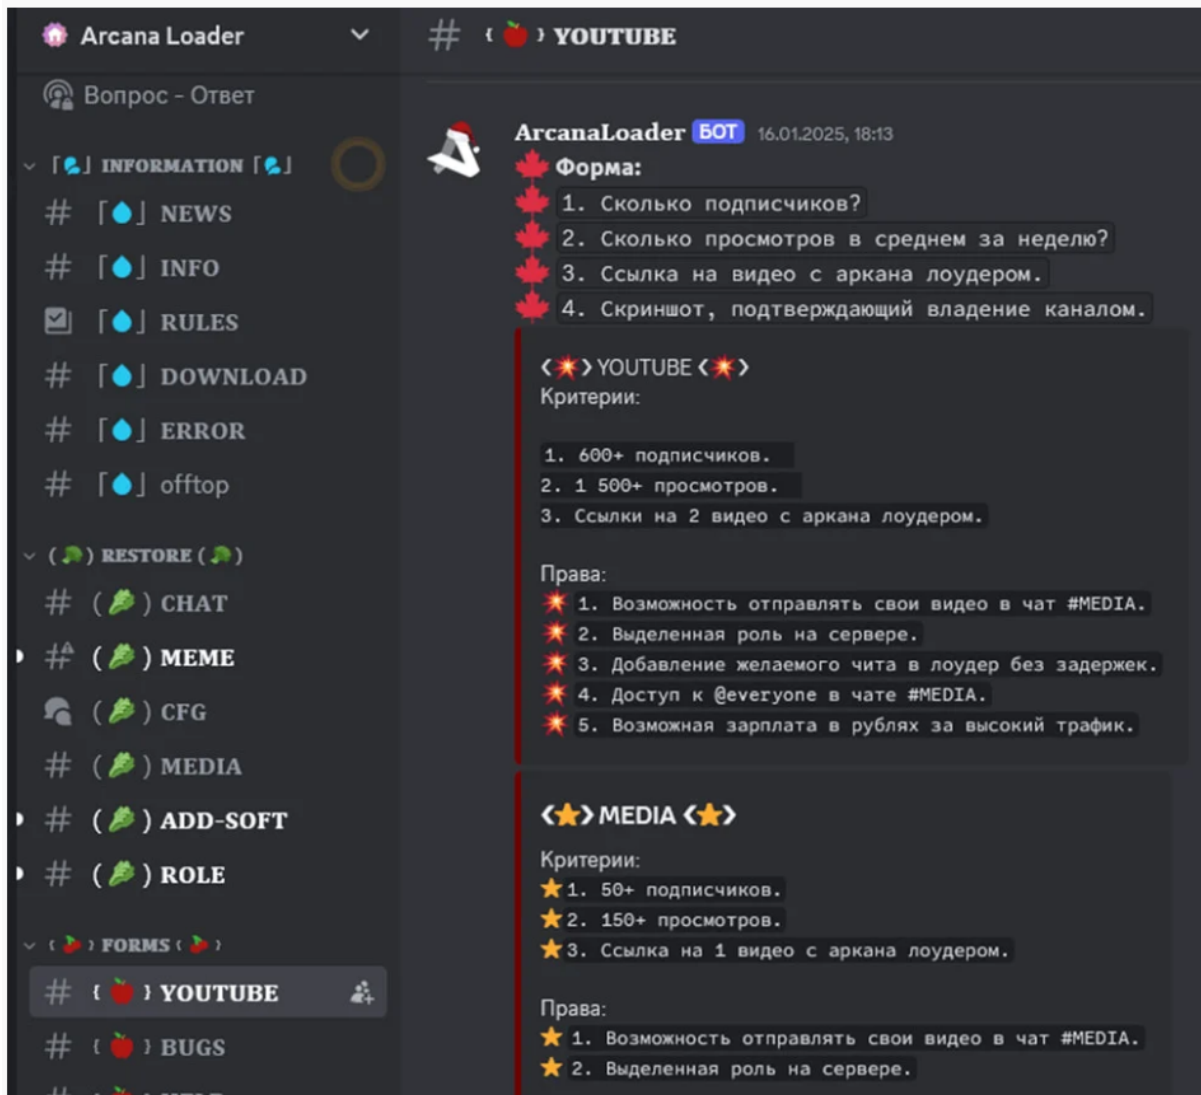 Arcana Loader
Вопрос - Ответ
INFORMATION
NEWS
INFO
RULES
DOWNLOAD
ERROR
offtop
RESTORE
CHAT
MEME
CFG
MEDIA
ADD-SOFT
ROLE
FORMS
YOUTUBE
BUGS
YOUTUBE
ArcanaLoader БОТ 16.01.2025, 18:13
Форма:
1. Сколько подписчиков?
2. Сколько просмотров в среднем за неделю?
3. Ссылка на видео с аркана лоудером.
4. Скриншот, подтверждающий владение каналом.
YOUTUBE
Критерии:
1. 600+ подписчиков.
2. 1 500+ просмотров.
3. Ссылки на 2 видео с аркана лоудером.
Права:
1. Возможность отправлять свои видео в чат #MEDIA.
2. Выделенная роль на сервере.
3. Добавление желаемого чита в лоудер без задержек.
4. Доступ к @everyone в чате #MEDIA.
5. Возможная зарплата в рублях за высокий трафик.
MEDIA
Критерии:
1. 50+ подписчиков.
2. 150+ просмотров.
3. Ссылка на 1 видео с аркана лоудером.
Права:
1. Возможность отправлять свои видео в чат #MEDIA.
2. Выделенная роль на сервере.